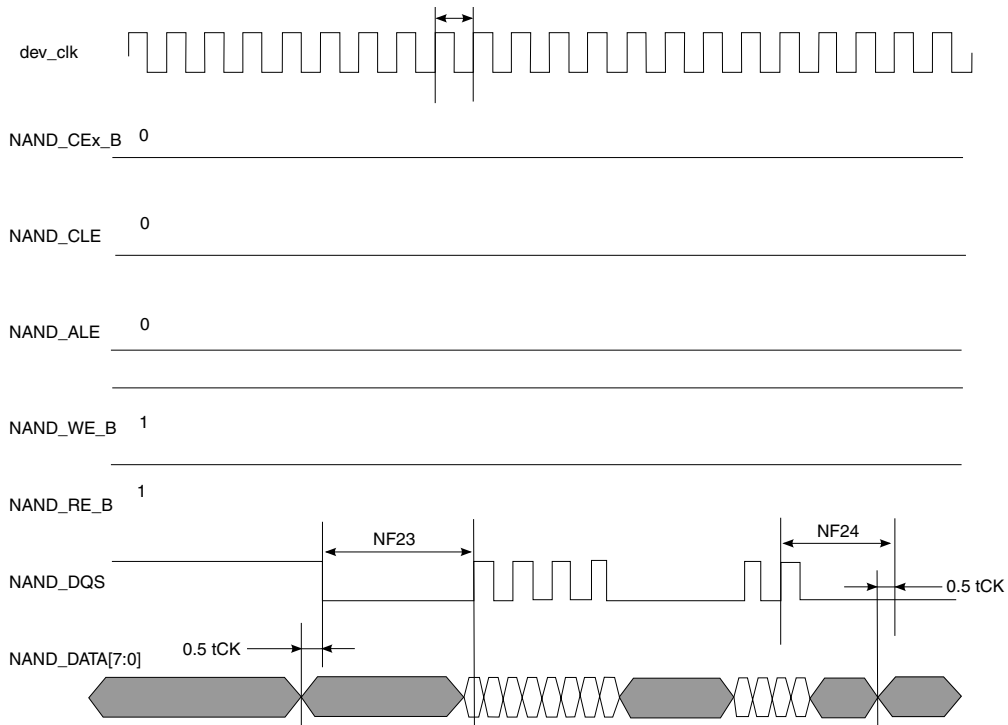 dev_clk
NAND_CEx_B 0
NAND_CLE 0
NAND_ALE 0
NAND_WE_B 1
NAND_RE_B 1
NF23
NF24
NAND_DQS
0.5 tCK
0.5 tCK
NAND_DATA[7:0]